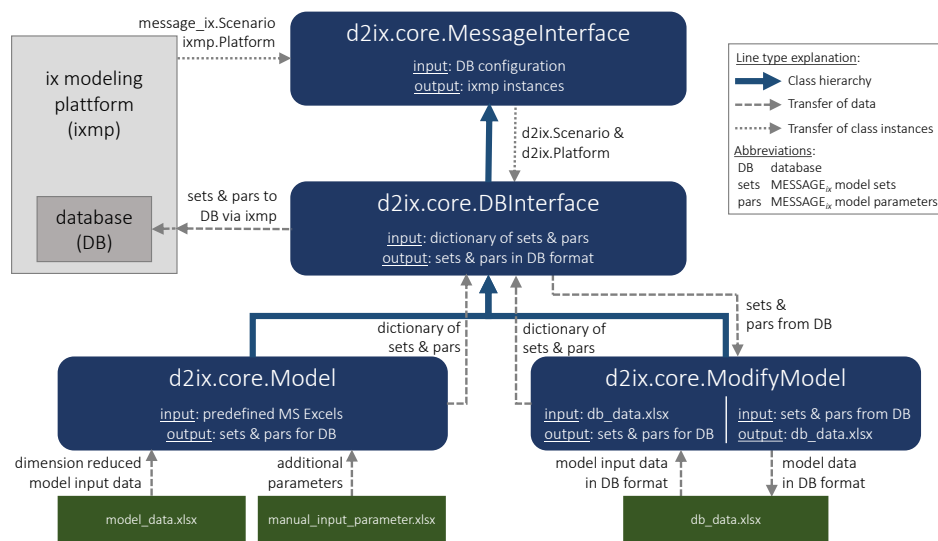 message_ix.Scenario
ixmp.Platform
ix modeling
plattform
(ixmp)
database
(DB)
d2ix.core.MessageInterface
input: DB configuration
output: ixmp instances
Line type explanation:
Class hierarchy
Transfer of data
Transfer of class instances
Abbreviations:
DB database
sets MESSAGEix model sets
pars MESSAGEix model parameters
d2ix.Scenario &
d2ix.Platform
sets & pars to
DB via ixmp
d2ix.core.DBInterface
input: dictionary of sets & pars
output: sets & pars in DB format
sets &
pars from DB
dictionary of
sets & pars
dictionary of
sets & pars
d2ix.core.Model
input: predefined MS Excels
output: sets & pars for DB
d2ix.core.ModifyModel
input: db_data.xlsx
output: sets & pars for DB
input: sets & pars from DB
output: db_data.xlsx
dimension reduced
model input data
additional
parameters
model input data
in DB format
model data
in DB format
model_data.xlsx
manual_input_parameter.xlsx
db_data.xlsx